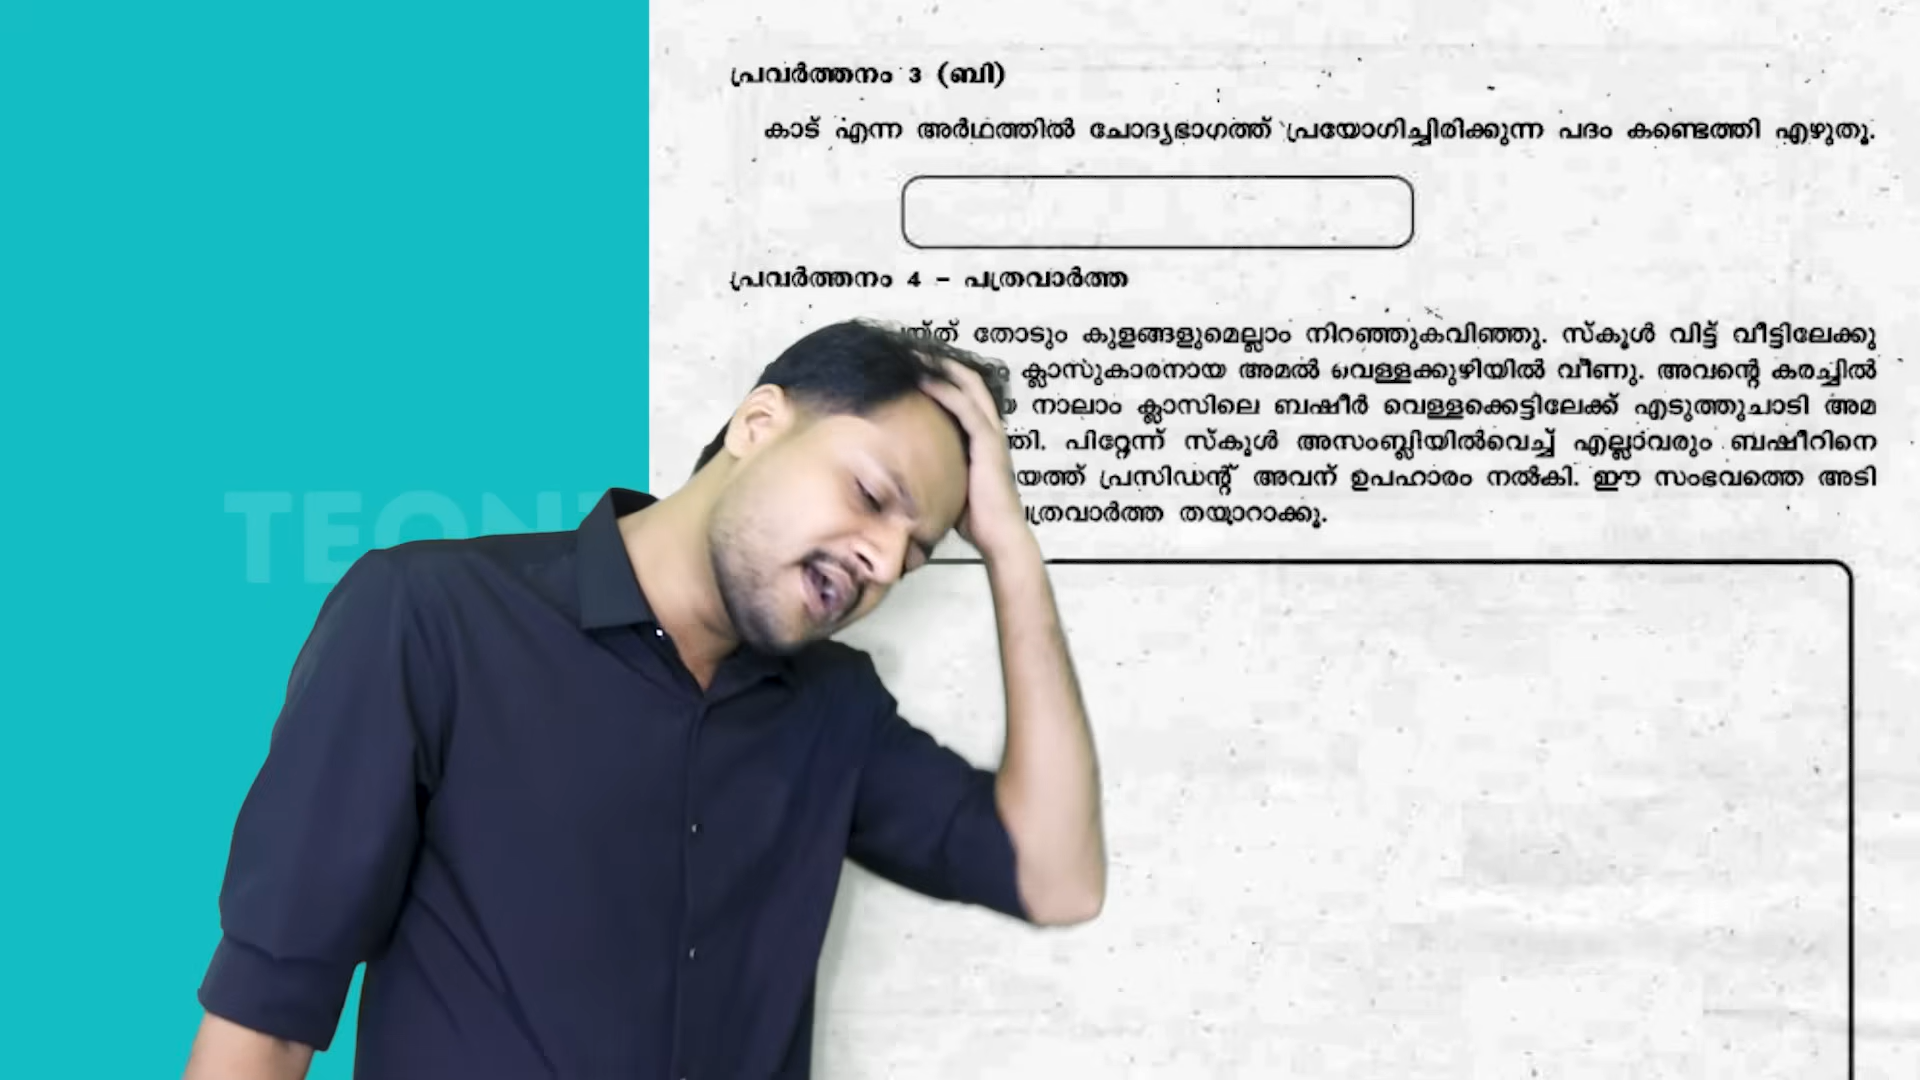 പ്രവർത്തനം 3 (ബി)
കാട് എന്ന അർഥത്തിൽ ചോദ്യഭാഗത്ത് പ്രയോഗിച്ചിരിക്കുന്ന പദം കണ്ടെത്തി എഴുതൂ.
പ്രവർത്തനം 4 – പത്രവാർത്ത
തോടും കുളങ്ങളുമെല്ലാം നിറഞ്ഞുകവിഞ്ഞു. സ്കൂൾ വിട്ട് വീട്ടിലേക്കു
ക്ലാസുകാരനായ അമൽ വെള്ളക്കുഴിയിൽ വീണു. അവന്റെ കരച്ചിൽ
നാലാം ക്ലാസിലെ ബഷീർ വെള്ളക്കെട്ടിലേക്ക് എടുത്തുചാടി അമ
പിറ്റേന്ന് സ്കൂൾ അസംബ്ലിയിൽവെച്ച് എല്ലാവരും ബഷീറിനെ
പ്രസിഡന്റ് അവന് ഉപഹാരം നൽകി. ഈ സംഭവത്തെ അടി
പത്രവാർത്ത തയ്യാറാക്കൂ.